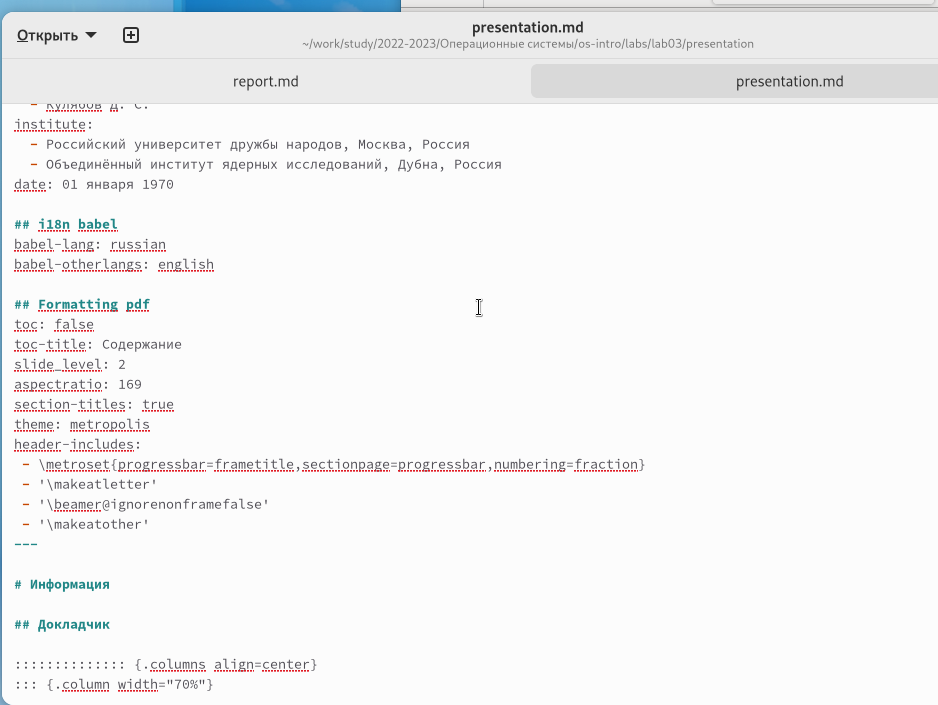 Открыть
presentation.md
~/work/study/2022-2023/Операционные системы/os-intro/labs/lab03/presentation
report.md
presentation.md
- Кулябов Д. С.
institute:
- Российский университет дружбы народов, Москва, Россия
- Объединённый институт ядерных исследований, Дубна, Россия
date: 01 января 1970
## i18n babel
babel-lang: russian
babel-otherlangs: english
## Formatting pdf
toc: false
toc-title: Содержание
slide_level: 2
aspectratio: 169
section-titles: true
theme: metropolis
header-includes:
- \metroset{progressbar=frametitle,sectionpage=progressbar,numbering=fraction}
- '\makeatletter'
- '\beamer@ignorenonframefalse'
- '\makeatother'
---
# Информация
## Докладчик
:::::::::::::: {.columns align=center}
::: {.column width="70%"}